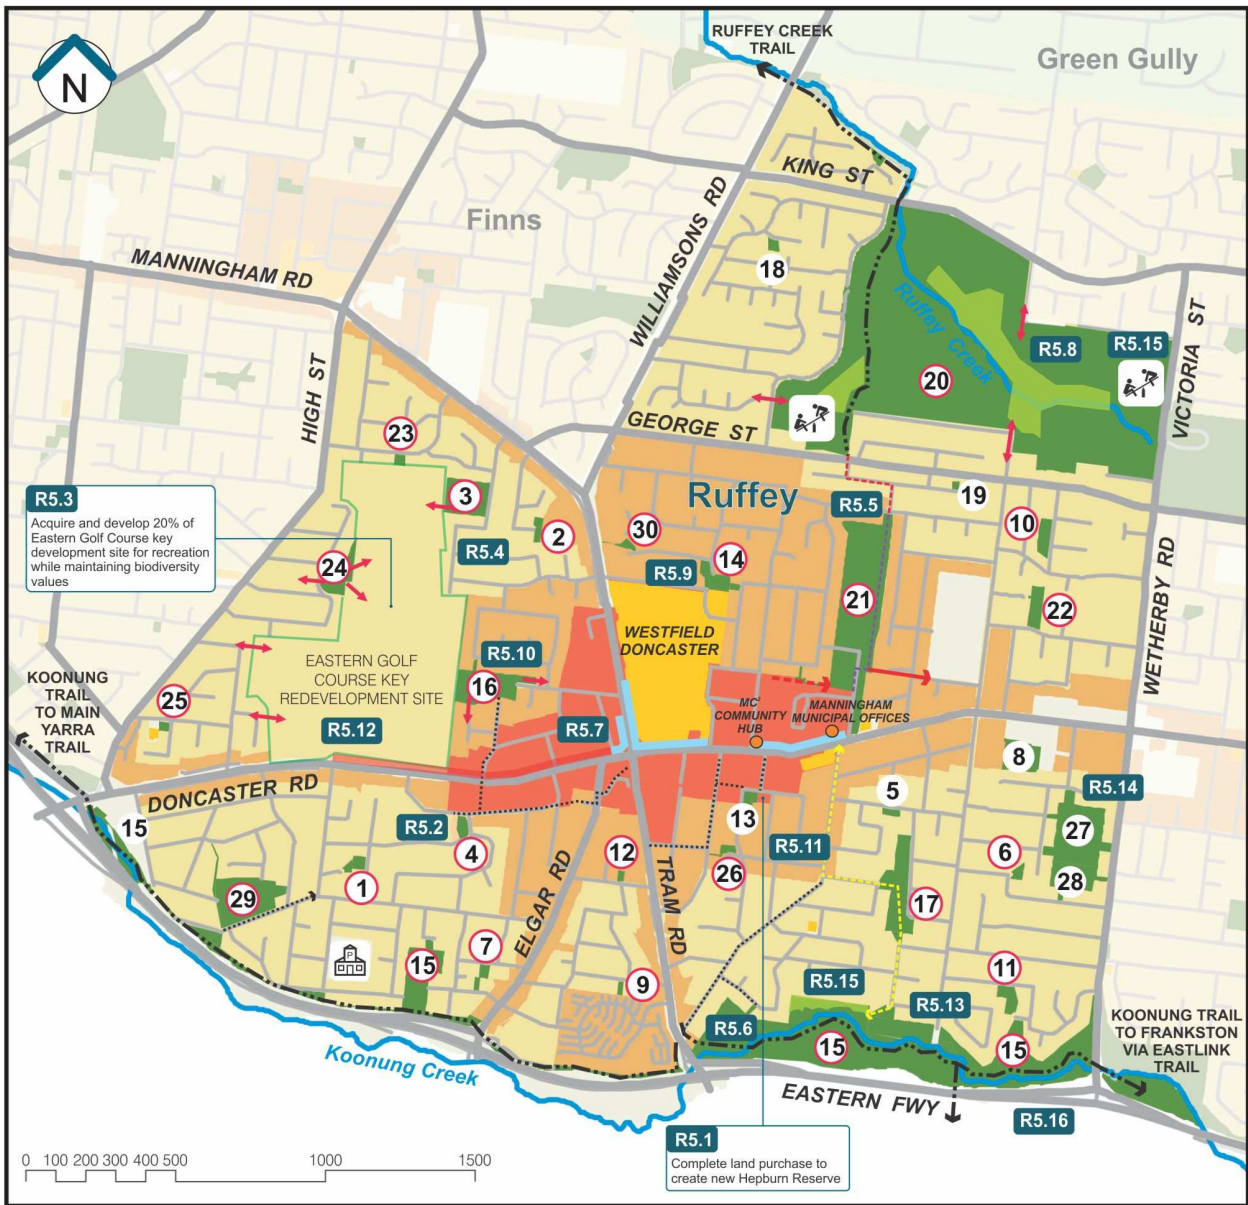 RUFFEY CREEK
TRAIL
Green Gully
N
KING ST
Finns
WILLIAMSONS RD
MANNINGHAM RD
18
Ruffey Creek
R5.8
R5.15
VICTORIA ST
20
HIGH ST
GEORGE ST
23
R5.3
Acquire and develop 20% of
Eastern Golf Course key
development site for recreation
while maintaining biodiversity
values
3
Ruffey
R5.5
19
10
2
30
R5.4
14
24
R5.9
21
22
WETHERBY RD
WESTFIELD
DONCASTER
EASTERN GOLF
COURSE KEY
REDEVELOPMENT SITE
R5.10
16
KOONUNG
TRAIL
TO MAIN
YARRA
TRAIL
25
R5.12
R5.7
MC²
COMMUNITY
HUB
MANNINGHAM
MUNICIPAL OFFICES
8
R5.14
DONCASTER RD
5
15
R5.2
13
27
4
12
R5.11
6
ELGAR RD
TRAM RD
26
1
28
29
17
7
15
11
9
R5.15
R5.13
R5.6
KOONUNG TRAIL
TO FRANKSTON
VIA EASTLINK
TRAIL
15
15
Koonung Creek
EASTERN FWY
R5.16
R5.1
Complete land purchase to
create new Hepburn Reserve
0 100 200 300 400 500 1000 1500
P